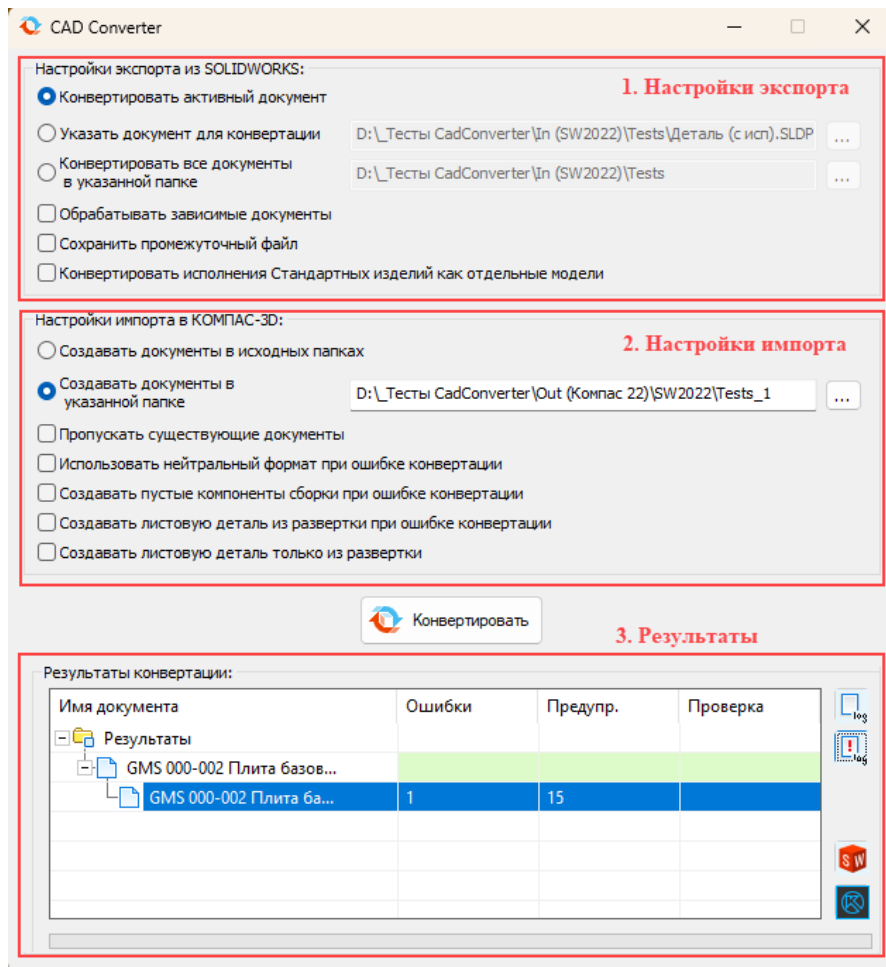 CAD Converter
Настройки экспорта из SOLIDWORKS:
1. Настройки экспорта
Конвертировать активный документ
Указать документ для конвертации D:\_Тесты CadConverter\In (SW2022)\Tests\Деталь (с исп).SLDP ...
Конвертировать все документы
в указанной папке
D:\_Тесты CadConverter\In (SW2022)\Tests ...
Обрабатывать зависимые документы
Сохранить промежуточный файл
Конвертировать исполнения Стандартных изделий как отдельные модели
Настройки импорта в КОМПАС-3D:
2. Настройки импорта
Создавать документы в исходных папках
Создавать документы в
указанной папке
D:\_Тесты CadConverter\Out (Компас 22)\SW2022\Tests_1 ...
Пропускать существующие документы
Использовать нейтральный формат при ошибке конвертации
Создавать пустые компоненты сборки при ошибке конвертации
Создавать листовую деталь из развертки при ошибке конвертации
Создавать листовую деталь только из развертки
Конвертировать
3. Результаты
Результаты конвертации:
Имя документа Ошибки Предупр. Проверка
log
Результаты
! log
GMS 000-002 Плита базов...
GMS 000-002 Плита ба... 1 15
SW